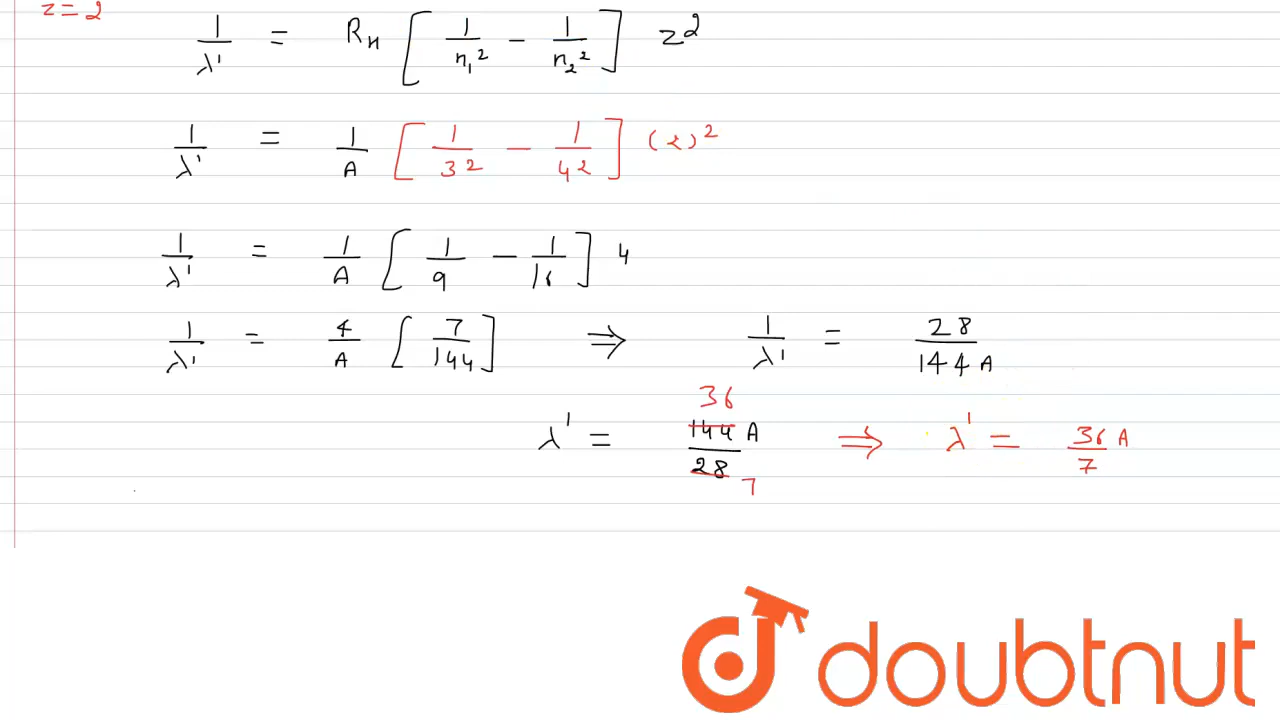 z = 2
1/λ' = R_H [ 1/n₁² − 1/n₂² ] z²
1/λ' = 1/A [ 1/3² − 1/4² ] (2)²
1/λ' = 1/A [ 1/9 − 1/16 ] 4
1/λ' = 4/A [ 7/144 ] ⇒ 1/λ' = 28/144A
36
λ' = 144 A/28 ⇒ λ' = 36 A/7
7
doubtnut